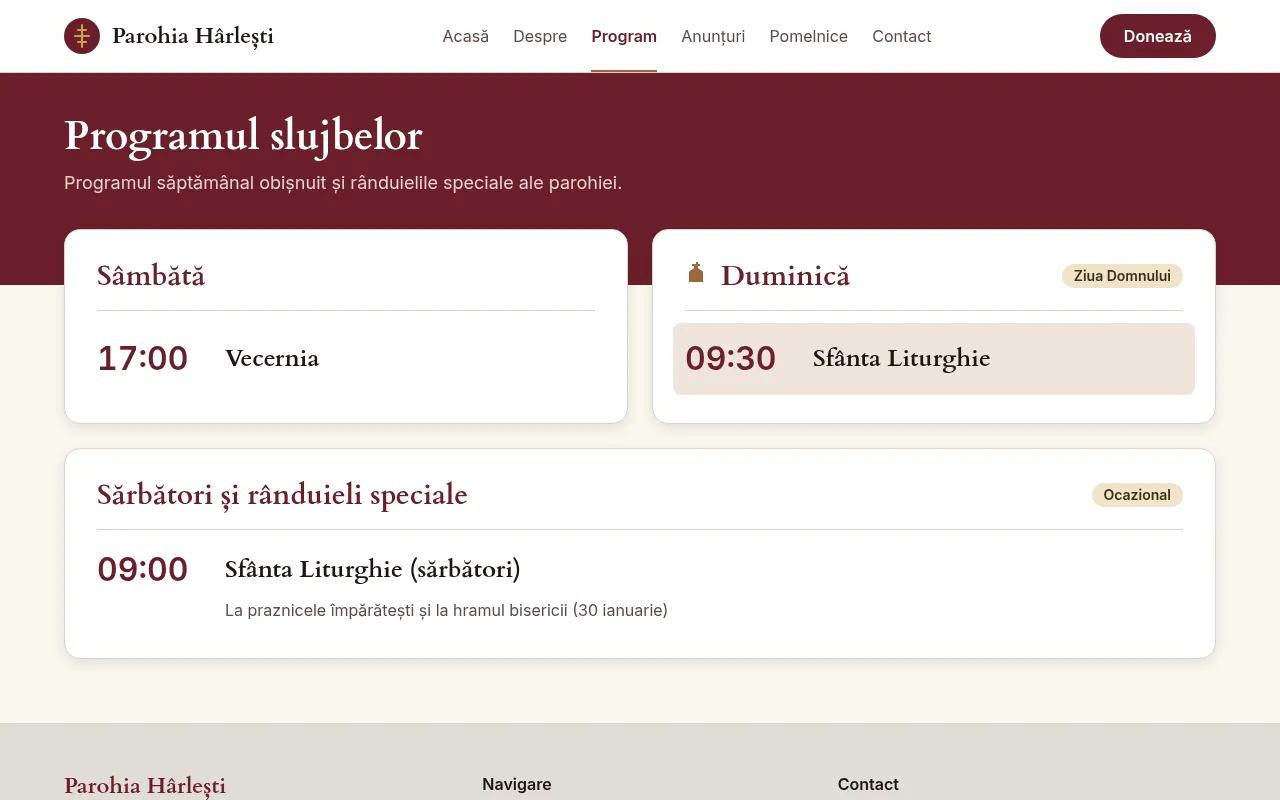 Parohia Hârlești
Acasă
Despre
Program
Anunțuri
Pomelnice
Contact
Donează
Programul slujbelor
Programul săptămânal obișnuit și rânduielile speciale ale parohiei.
Sâmbătă
17:00 Vecernia
Duminică
Ziua Domnului
09:30 Sfânta Liturghie
Sărbători și rânduieli speciale
Ocazional
09:00 Sfânta Liturghie (sărbători)
La praznicele împărătești și la hramul bisericii (30 ianuarie)
Parohia Hârlești
Navigare
Contact